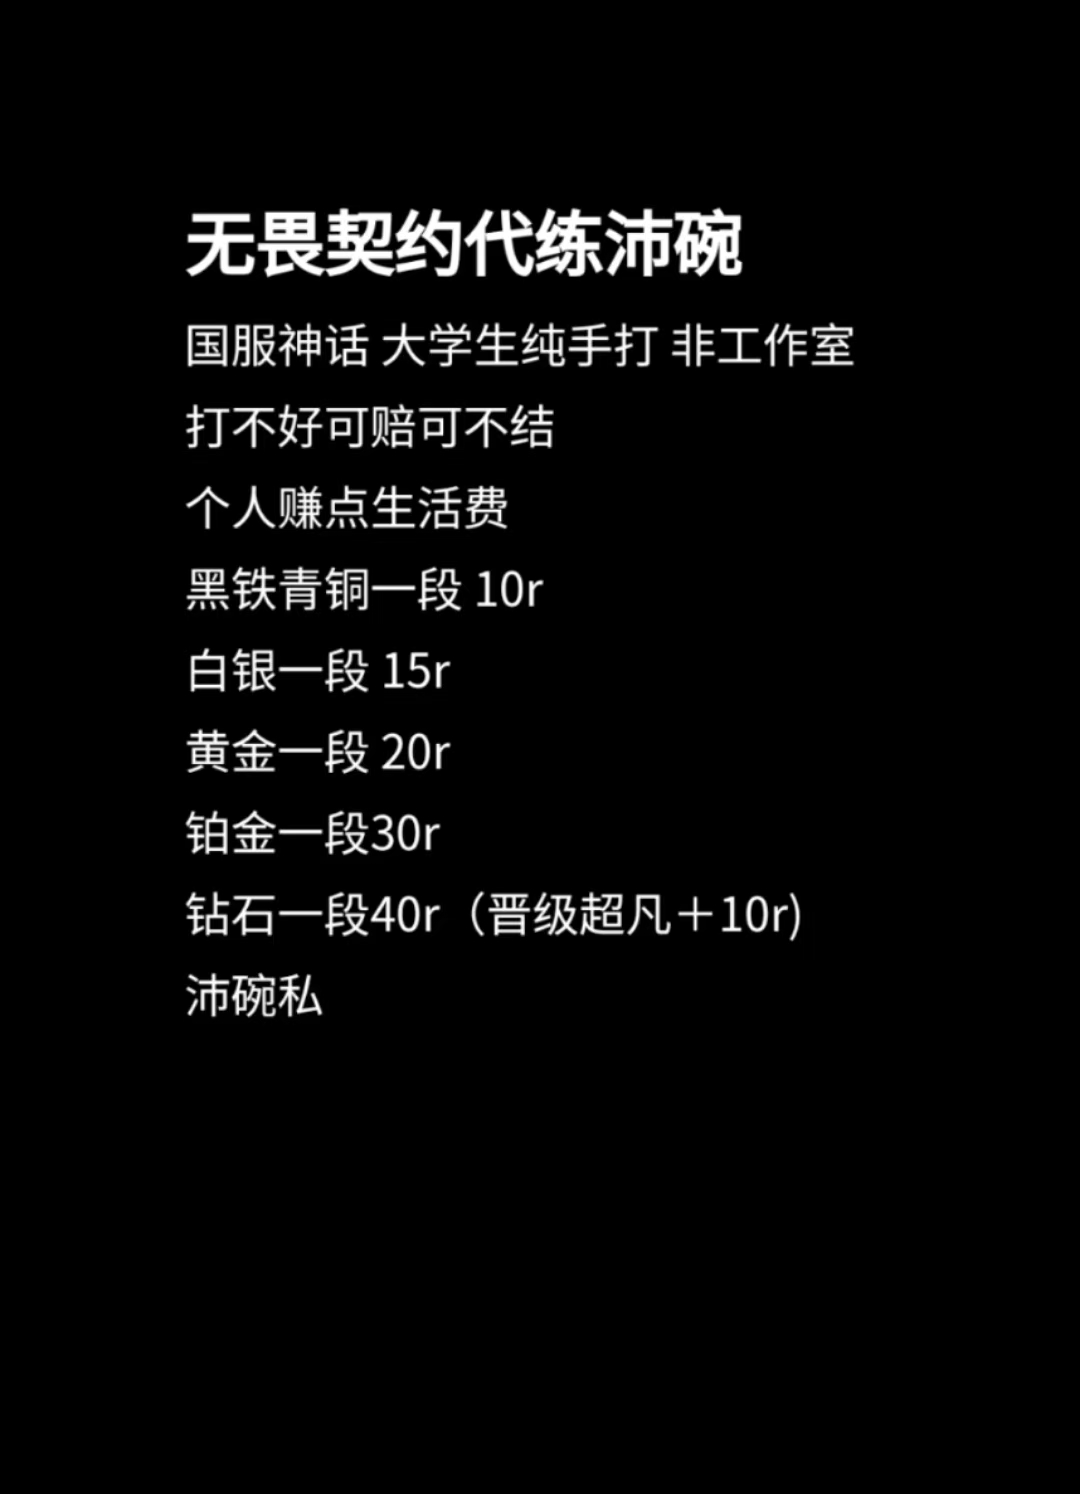 无畏契约代练沛碗
国服神话 大学生纯手打 非工作室
打不好可赔可不结
个人赚点生活费
黑铁青铜一段 10r
白银一段 15r
黄金一段 20r
铂金一段30r
钻石一段40r（晋级超凡＋10r)
沛碗私